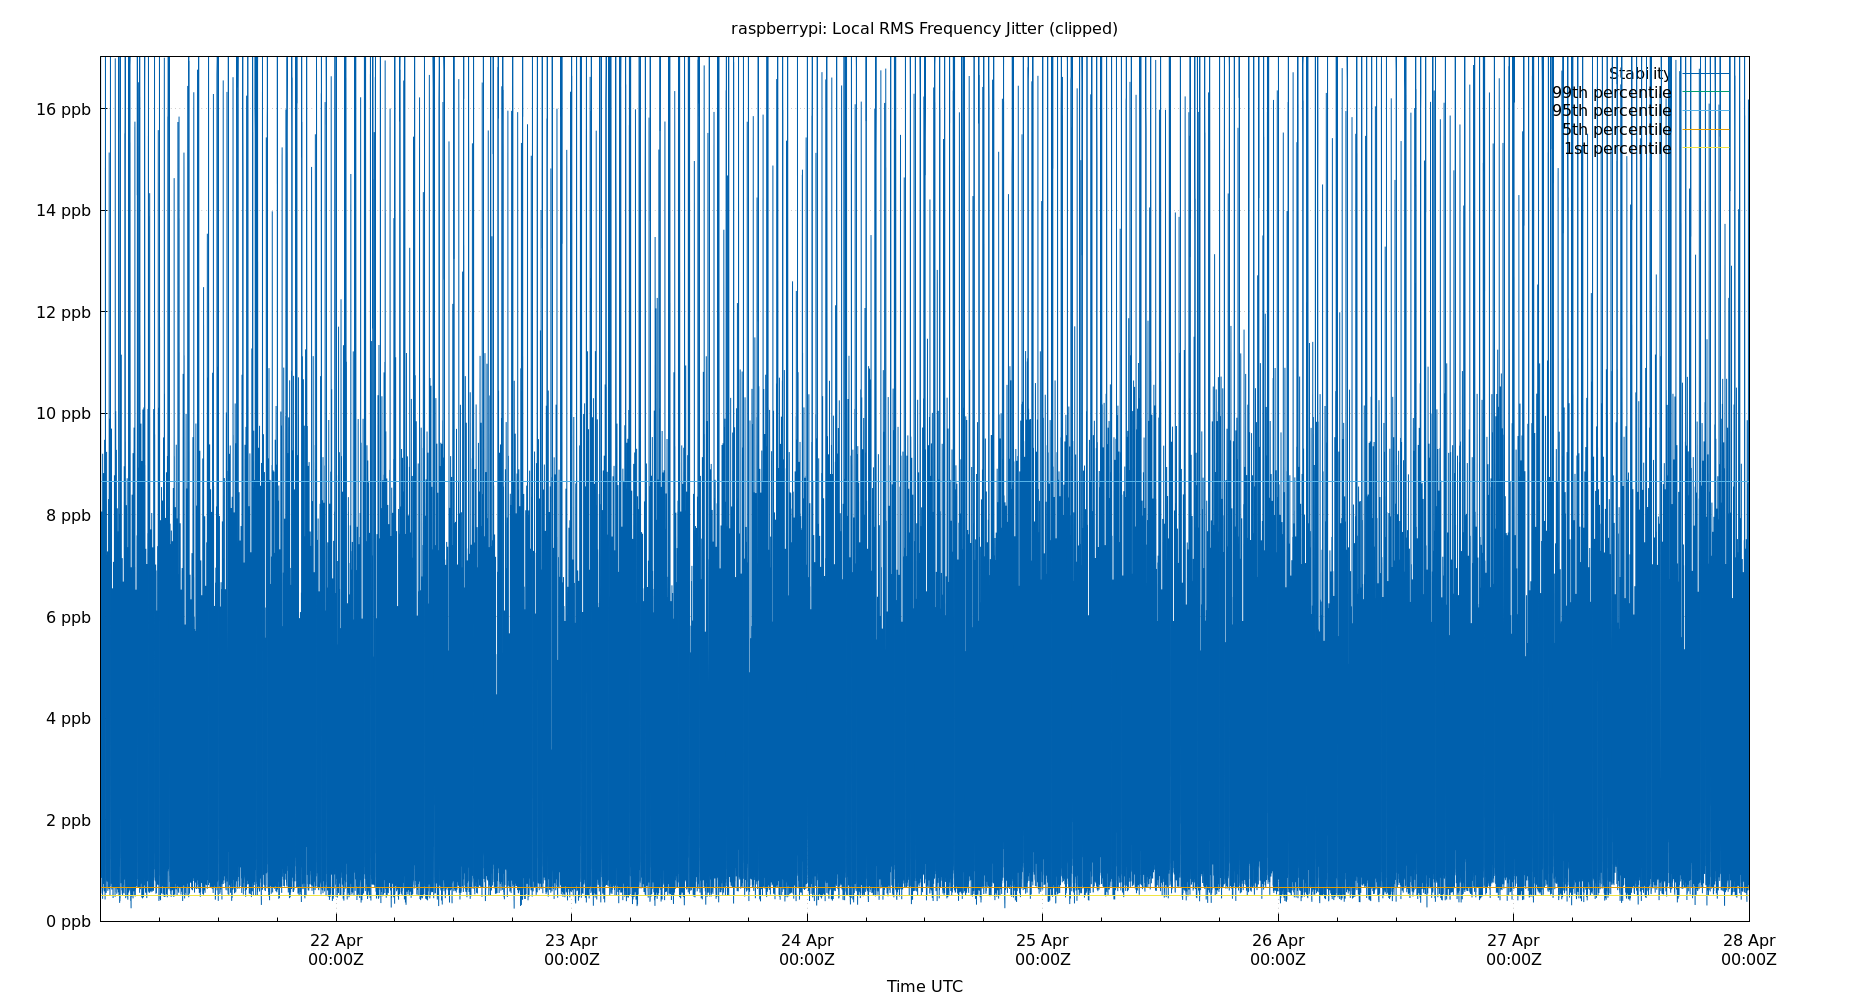 raspberrypi: Local RMS Frequency Jitter (clipped)
Stability
99th percentile
95th percentile
5th percentile
1st percentile
16 ppb
14 ppb
12 ppb
10 ppb
8 ppb
6 ppb
4 ppb
2 ppb
0 ppb
22 Apr 23 Apr 24 Apr 25 Apr 26 Apr 27 Apr 28 Apr
00:00Z 00:00Z 00:00Z 00:00Z 00:00Z 00:00Z 00:00Z
Time UTC